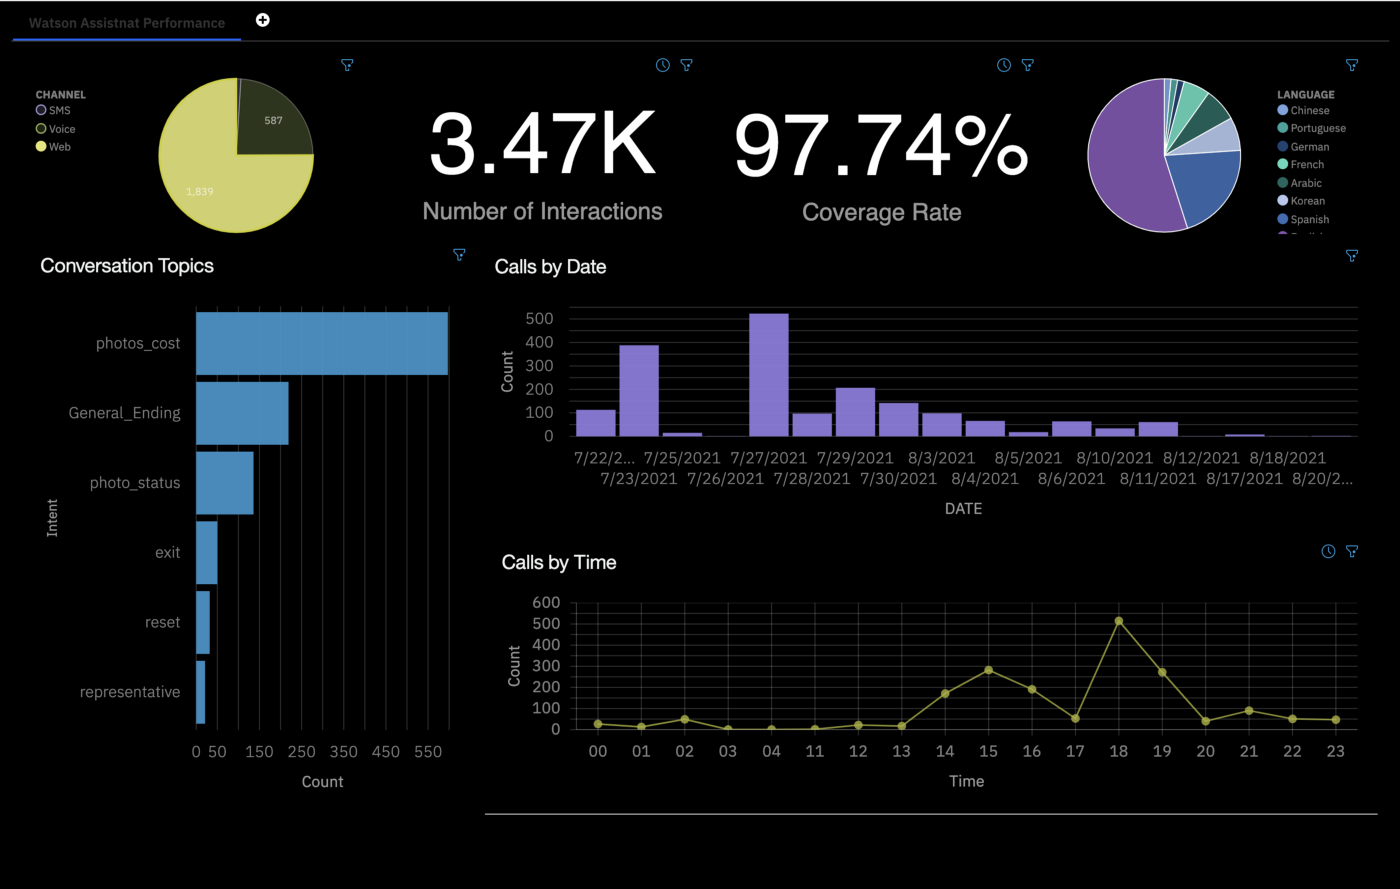 Watson Assistnat Performance
CHANNEL
SMS
Voice
Web
587
1,839
3.47K
Number of Interactions
97.74%
Coverage Rate
LANGUAGE
Chinese
Portuguese
German
French
Arabic
Korean
Spanish
Conversation Topics
photos_cost
General_Ending
photo_status
exit
reset
representative
Intent
0 50 150 250 350 450 550
Count
Calls by Date
500
400
300
200
100
0
Count
7/22/2... 7/25/2021 7/27/2021 7/29/2021 8/3/2021 8/5/2021 8/10/2021 8/12/2021 8/18/2021
7/23/2021 7/26/2021 7/28/2021 7/30/2021 8/4/2021 8/6/2021 8/11/2021 8/17/2021 8/20/2...
DATE
Calls by Time
600
500
400
300
200
100
0
Count
00 01 02 03 04 11 12 13 14 15 16 17 18 19 20 21 22 23
Time